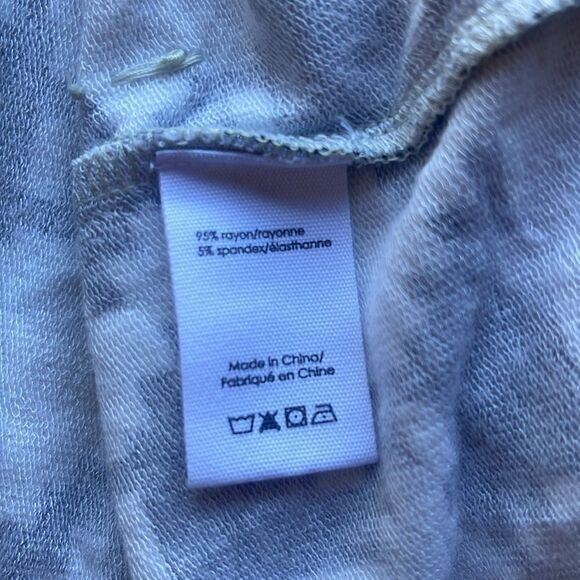 95% rayon/rayonne
5% spandex/élasthanne
Made in China/
Fabriqué en Chine